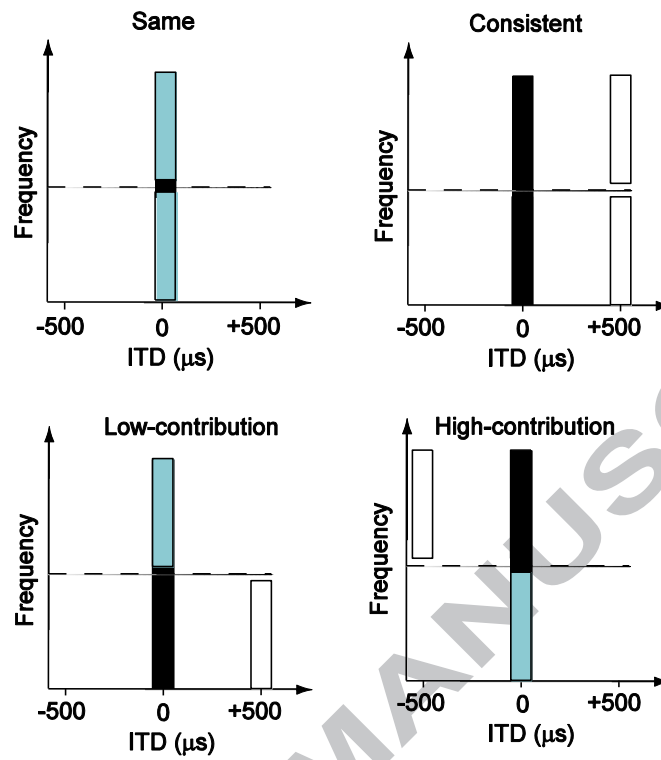 Same
Frequency
-500 0 +500
ITD (μs)
Consistent
Frequency
-500 0 +500
ITD (μs)
Low-contribution
Frequency
-500 0 +500
ITD (μs)
High-contribution
Frequency
-500 0 +500
ITD (μs)
MANUS